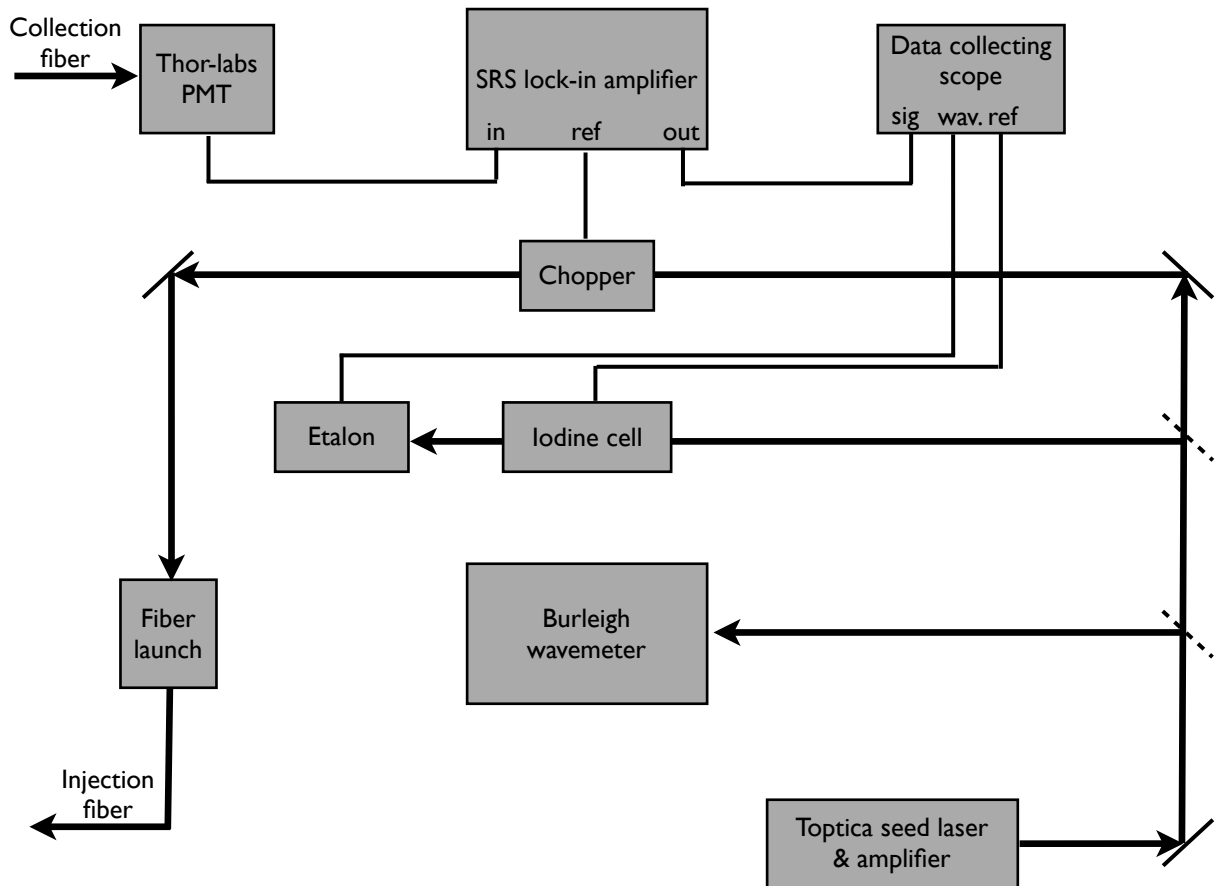 Collection
fiber
Thor-labs
PMT
SRS lock-in amplifier
in ref out
Data collecting
scope
sig wav. ref
Chopper
Etalon
Iodine cell
Fiber
launch
Burleigh
wavemeter
Injection
fiber
Toptica seed laser
& amplifier